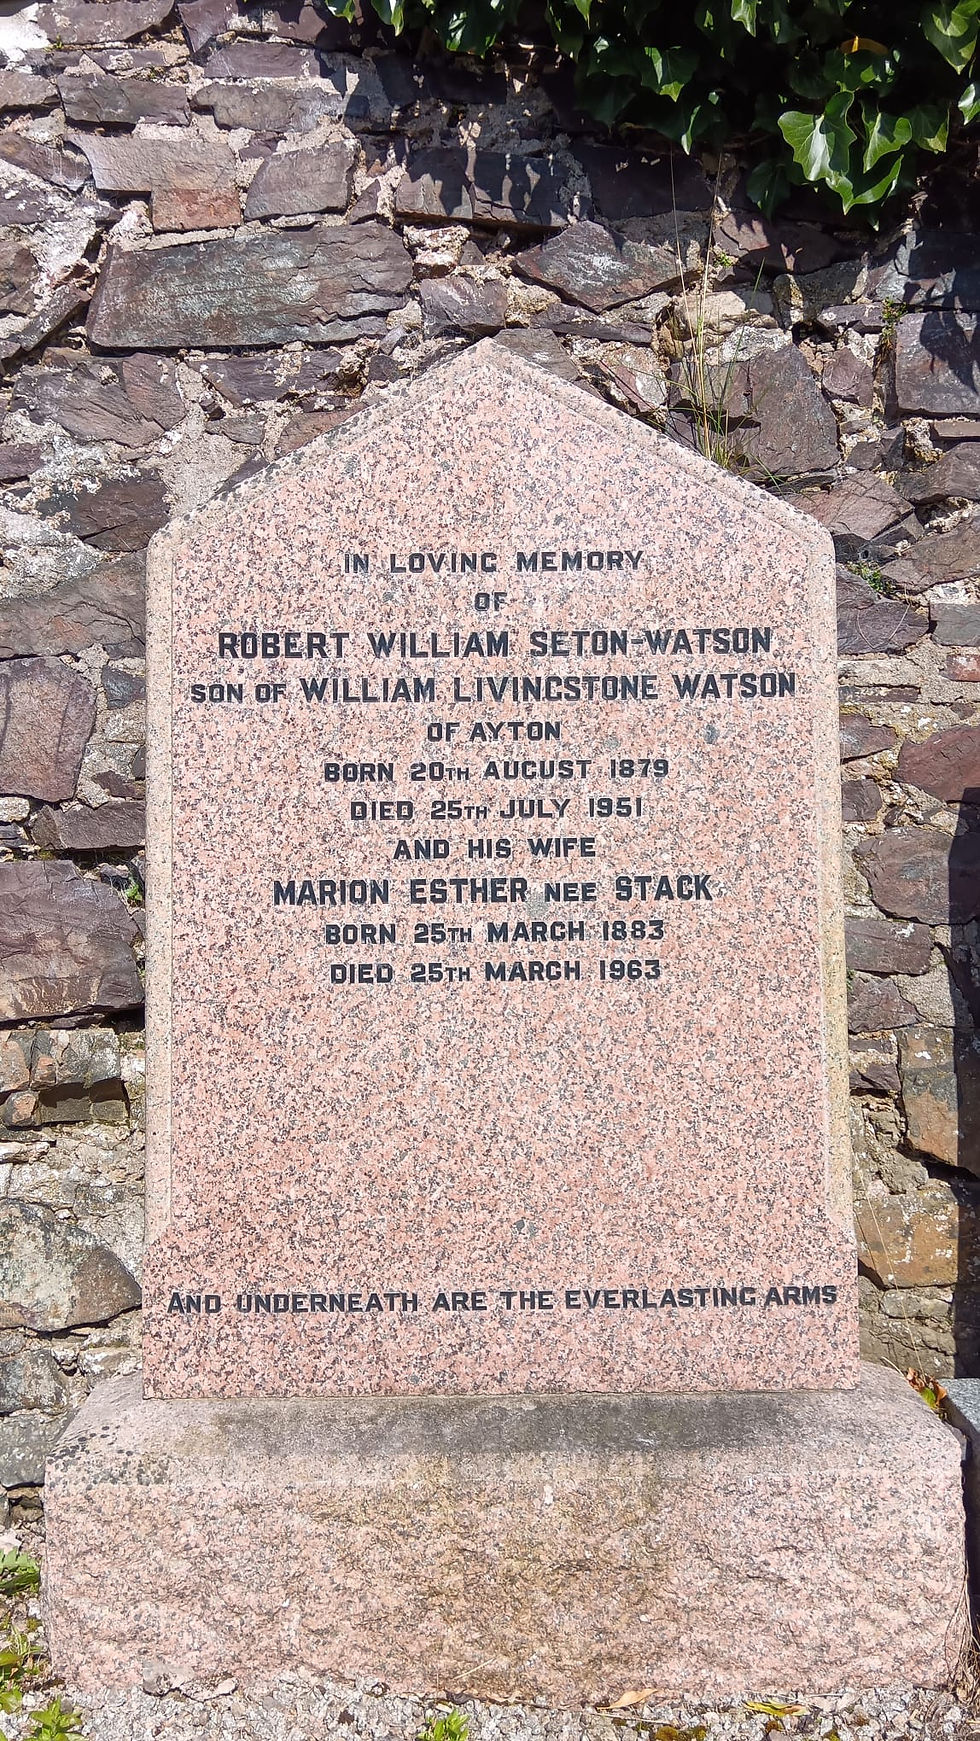 IN LOVING MEMORY
OF
ROBERT WILLIAM SETON-WATSON
SON OF WILLIAM LIVINGSTONE WATSON
OF AYTON
BORN 20TH AUGUST 1879
DIED 25TH JULY 1951
AND HIS WIFE
MARION ESTHER NEE STACK
BORN 25TH MARCH 1883
DIED 25TH MARCH 1963
AND UNDERNEATH ARE THE EVERLASTING ARMS